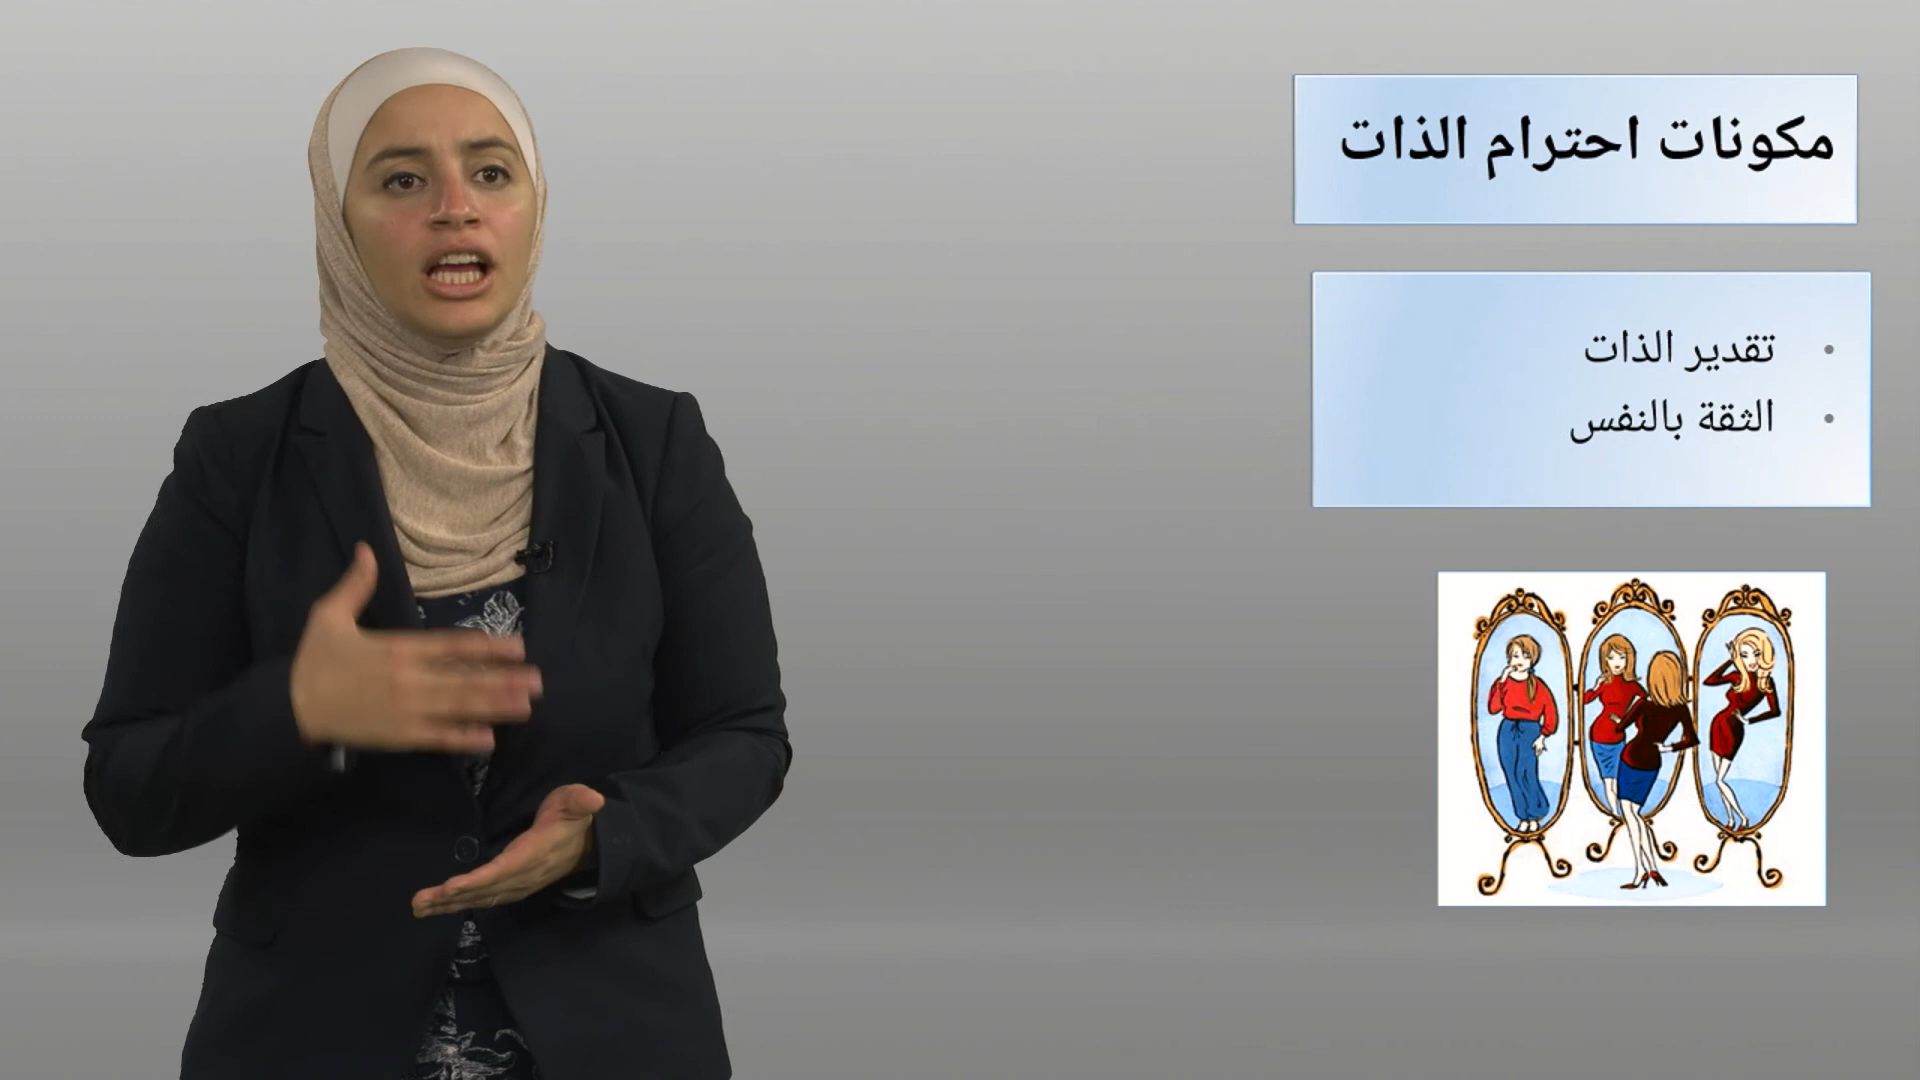 مكونات احترام الذات
تقدير الذات
الثقة بالنفس